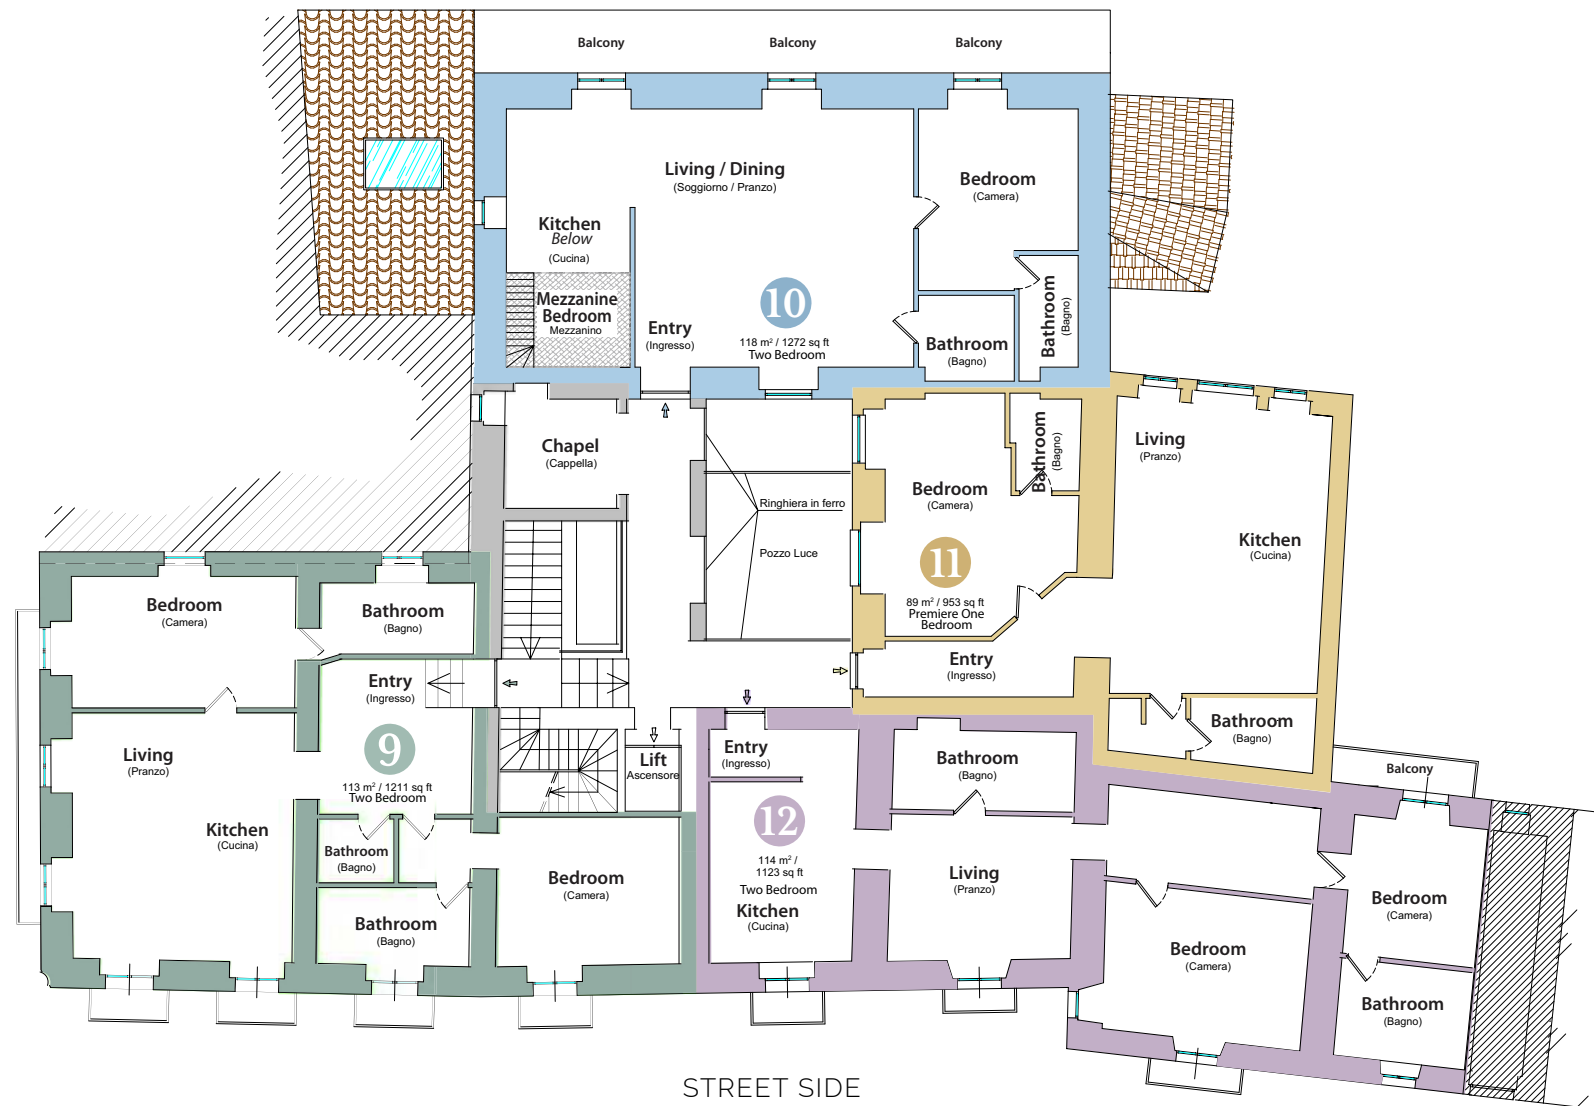 Balcony
Balcony
Balcony
Living / Dining
(Soggiorno / Pranzo)
Bedroom
(Camera)
Kitchen
Below
(Cucina)
Mezzanine
Bedroom
Mezzanino
Entry
(Ingresso)
10
118 m² / 1272 sq ft
Two Bedroom
Bathroom
(Bagno)
Bathroom
(Bagno)
Chapel
(Cappella)
Ringhiera in ferro
Pozzo Luce
Bedroom
(Camera)
Bathroom
(Bagno)
Living
(Pranzo)
Kitchen
(Cucina)
11
89 m² / 953 sq ft
Premiere One
Bedroom
Entry
(Ingresso)
Bathroom
(Bagno)
Bedroom
(Camera)
Bathroom
(Bagno)
Entry
(Ingresso)
9
113 m² / 1211 sq ft
Two Bedroom
Living
(Pranzo)
Kitchen
(Cucina)
Bathroom
(Bagno)
Bathroom
(Bagno)
Bedroom
(Camera)
Lift
Ascensore
Entry
(Ingresso)
12
114 m² /
1123 sq ft
Two Bedroom
Kitchen
(Cucina)
Bathroom
(Bagno)
Living
(Pranzo)
Balcony
Bedroom
(Camera)
Bedroom
(Camera)
Bathroom
(Bagno)
STREET SIDE